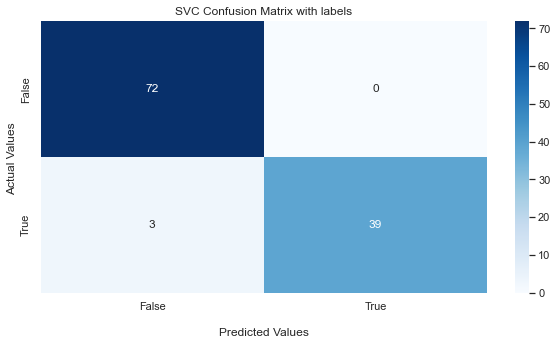 SVC Confusion Matrix with labels
Actual Values
False
True
72
0
3
39
False
True
Predicted Values
70
60
50
40
30
20
10
0